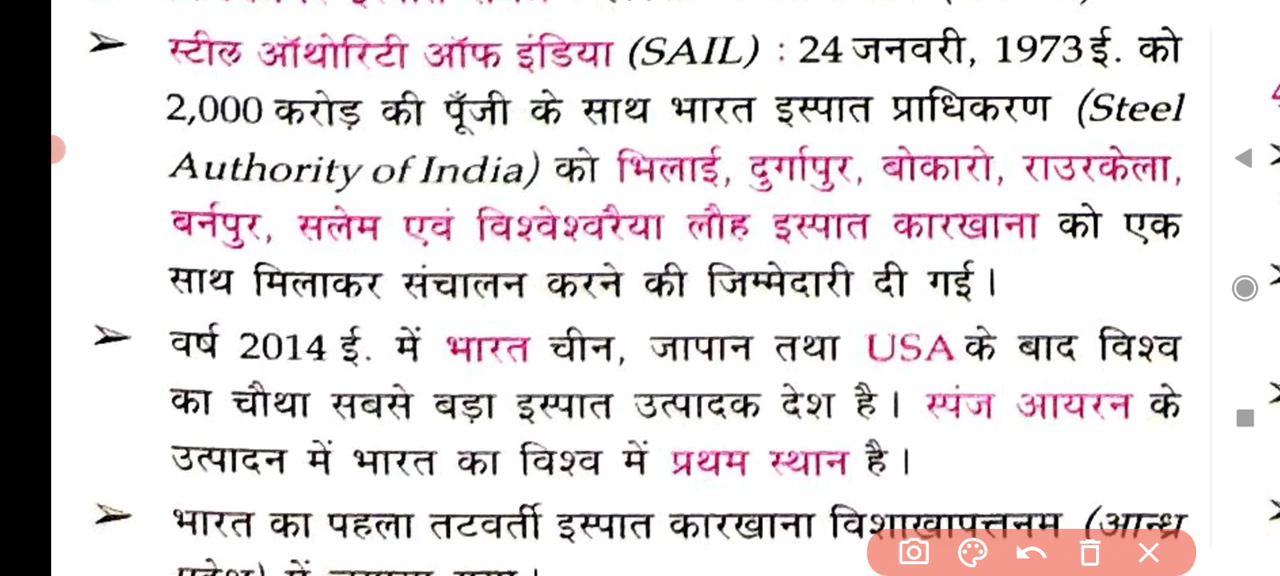 ➢ स्टील ऑथोरिटी ऑफ इंडिया (SAIL) : 24 जनवरी, 1973 ई. को
2,000 करोड़ की पूँजी के साथ भारत इस्पात प्राधिकरण (Steel
Authority of India) को भिलाई, दुर्गापुर, बोकारो, राउरकेला,
बर्नपुर, सलेम एवं विश्वेश्वरैया लौह इस्पात कारखाना को एक
साथ मिलाकर संचालन करने की जिम्मेदारी दी गई।
➢ वर्ष 2014 ई. में भारत चीन, जापान तथा USA के बाद विश्व
का चौथा सबसे बड़ा इस्पात उत्पादक देश है। स्पंज आयरन के
उत्पादन में भारत का विश्व में प्रथम स्थान है।
➢ भारत का पहला तटवर्ती इस्पात कारखाना विशाखापत्तनम (आन्ध्र